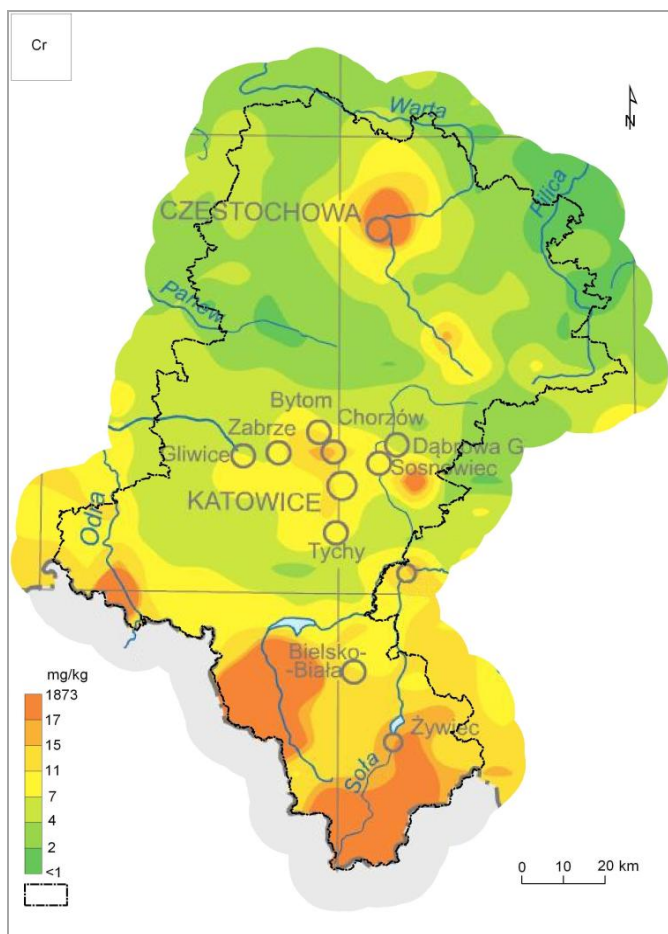 Cr
N
Warta
CZĘSTOCHOWA
Pilica
Panew
Bytom
Chorzów
Zabrze
Gliwice
Dąbrowa G
Sosnowiec
KATOWICE
Odra
Tychy
Bielsko-
-Biała
Żywiec
Soła
mg/kg
1873
17
15
11
7
4
2
<1
0 10 20 km